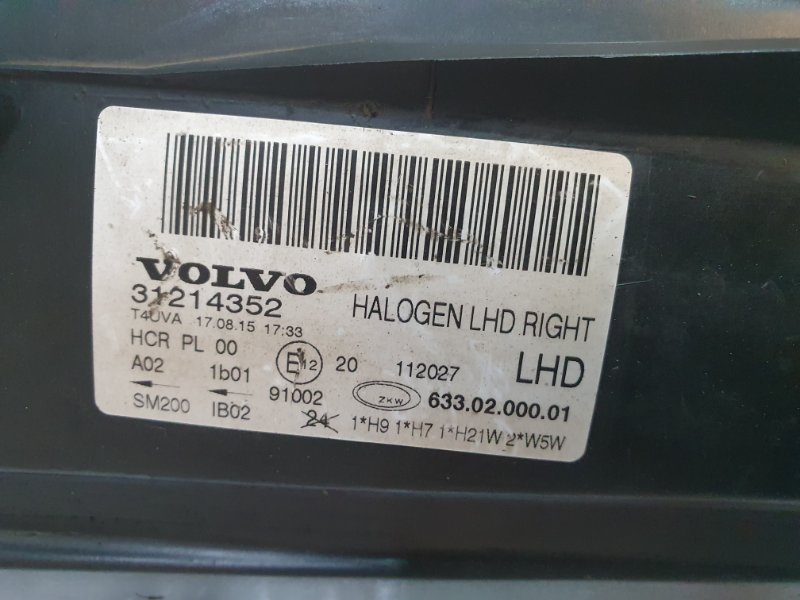 VOLVO
31214352 HALOGEN LHD RIGHT
T4UVA 17.08.15 17:33
HCR PL 00 E12 20 112027 LHD
A02 1b01 91002 ZKW 633.02.000.01
SM200 IB02 24 1*H9 1*H7 1*H21W 2*W5W